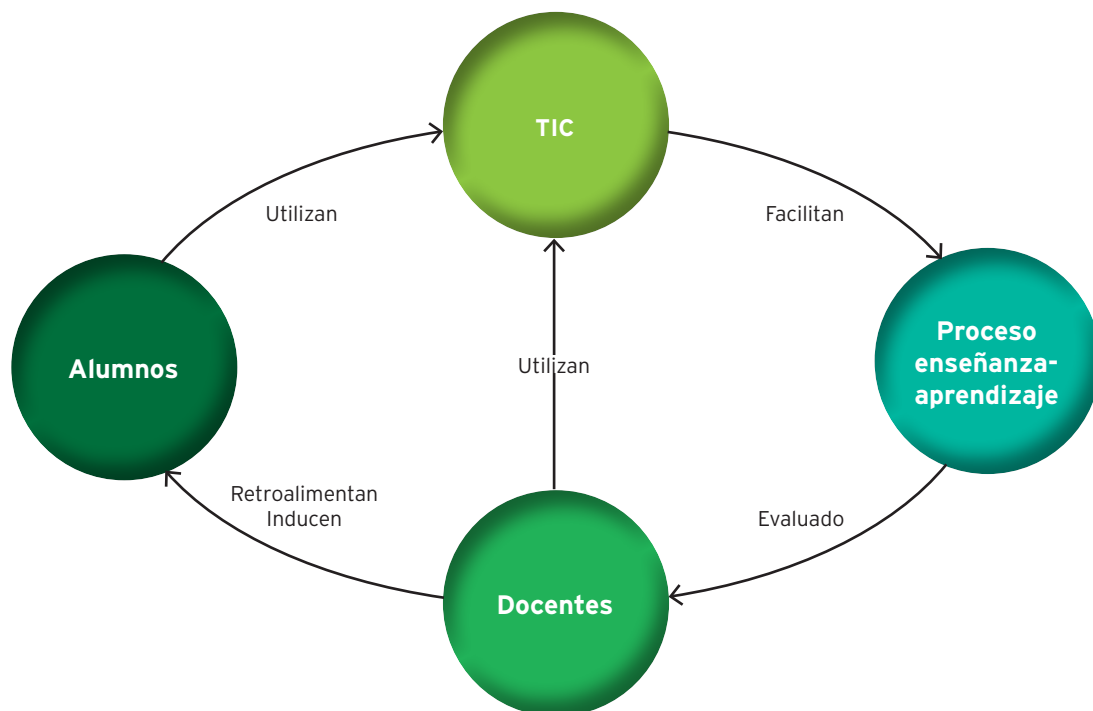 TIC
Utilizan
Facilitan
Alumnos
Utilizan
Proceso
enseñanza-
aprendizaje
Retroalimentan
Inducen
Evaluado
Docentes